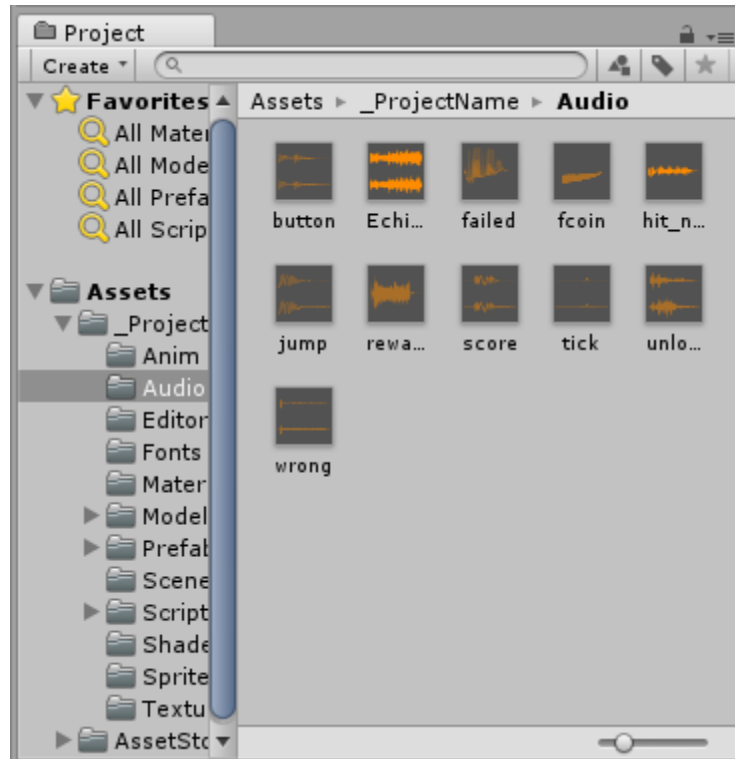 Project
Create
Favorites
All Mater
All Mode
All Prefa
All Scrip
Assets
_Project
Anim
Audio
Editor
Fonts
Mater
Model
Prefab
Scene
Script
Shade
Sprite
Textu
AssetSto
Assets _ProjectName Audio
button Echi... failed fcoin hit_n...
jump rewa... score tick unlo...
wrong